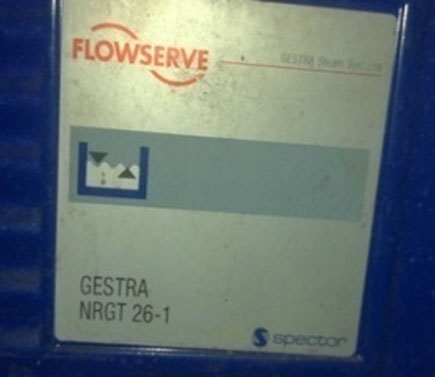 FLOWSERVE
GESTRA Steam Systems
GESTRA
NRGT 26-1
spector